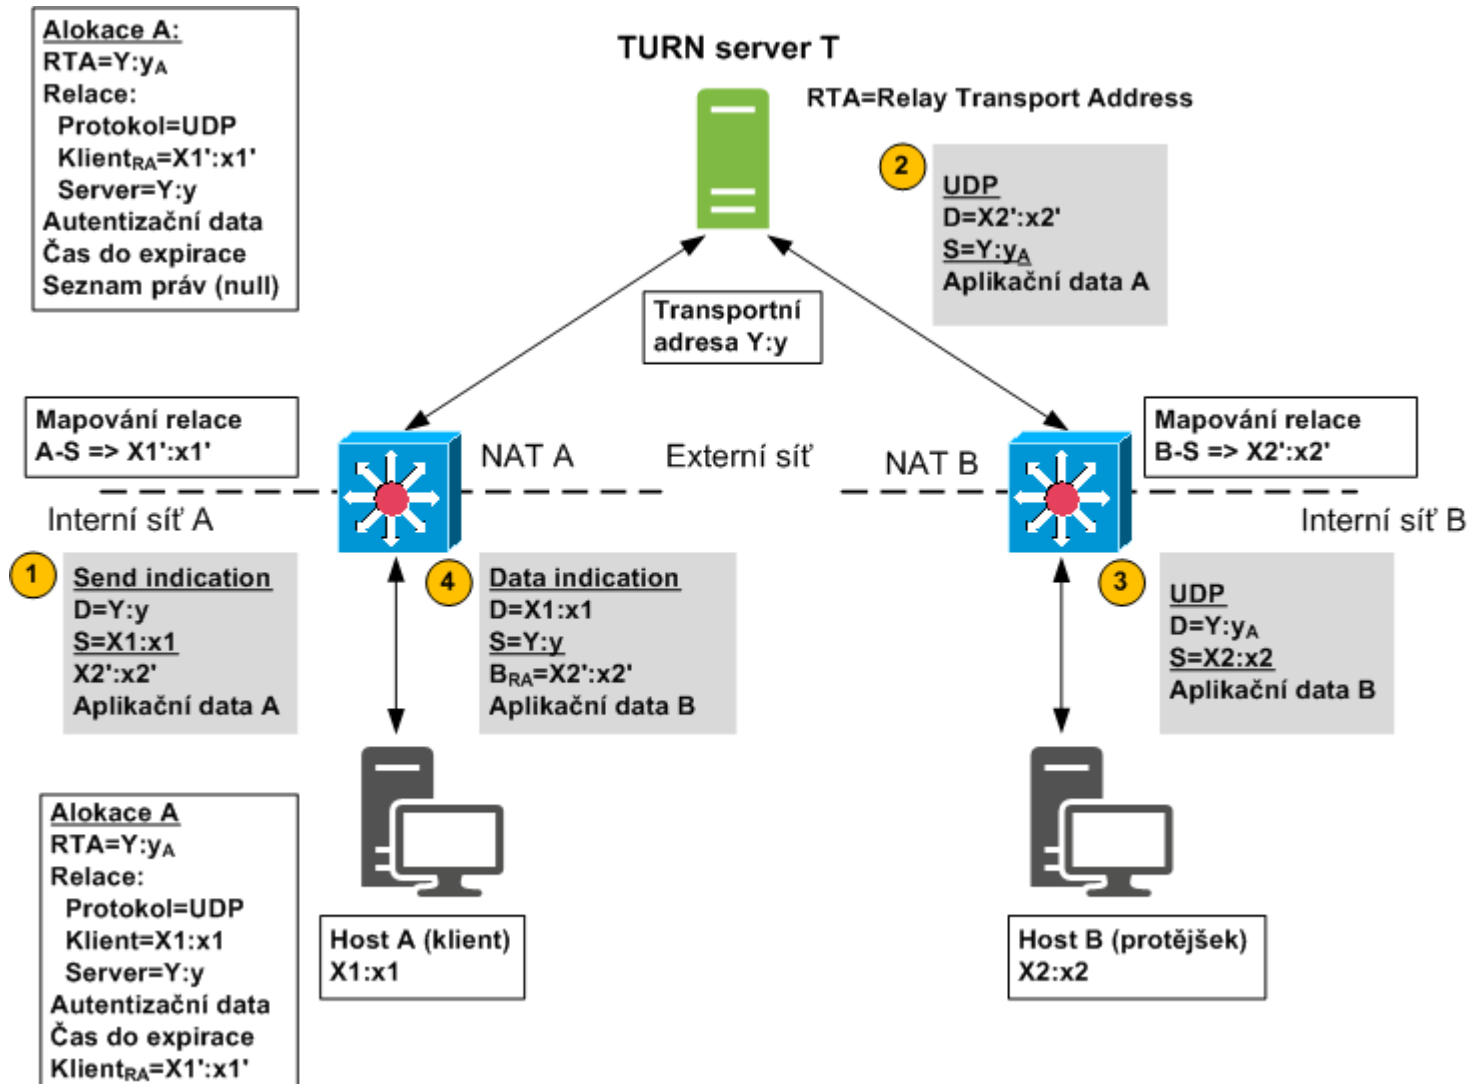 Alokace A:
RTA=Y:yA
Relace:
Protokol=UDP
KlientRA=X1':x1'
Server=Y:y
Autentizační data
Čas do expirace
Seznam práv (null)
TURN server T
RTA=Relay Transport Address
2
UDP
D=X2':x2'
S=Y:yA
Aplikační data A
Transportní
adresa Y:y
Mapování relace
A-S => X1':x1'
NAT A
Externí síť
NAT B
Mapování relace
B-S => X2':x2'
Interní síť A
Interní síť B
1
Send indication
D=Y:y
S=X1:x1
X2':x2'
Aplikační data A
4
Data indication
D=X1:x1
S=Y:y
BRA=X2':x2'
Aplikační data B
3
UDP
D=Y:yA
S=X2:x2
Aplikační data B
Alokace A
RTA=Y:yA
Relace:
Protokol=UDP
Klient=X1:x1
Server=Y:y
Autentizační data
Čas do expirace
KlientRA=X1':x1'
Host A (klient)
X1:x1
Host B (protějšek)
X2:x2